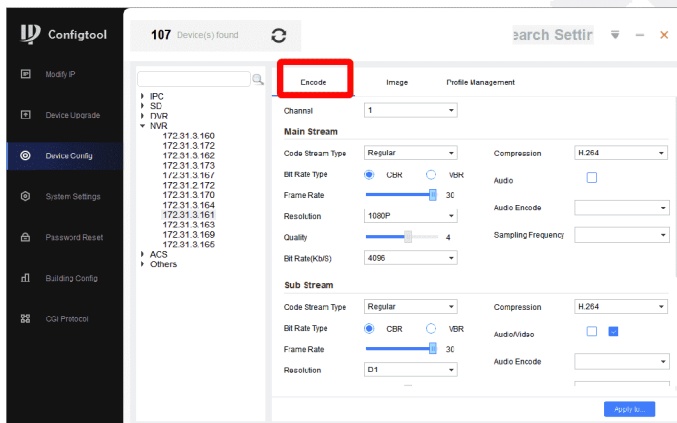 Configtool
107 Device(s) found
earch Settin
Modify IP
Device Upgrade
Device Config
System Settings
Password Reset
Building Config
CGI Protocol
IPC
SD
DVR
NVR
172.31.3.160
172.31.3.172
172.31.3.162
172.31.3.173
172.31.3.167
172.31.2.172
172.31.3.170
172.31.3.164
172.31.3.161
172.31.3.163
172.31.3.169
172.31.3.165
ACS
Others
Encode Image Profile Management
Channel 1
Main Stream
Code Stream Type Regular Compression H.264
Bit Rate Type CBR VBR Audio
Frame Rate 30 Audio Encode
Resolution 1080P Sampling Frequency
Quality 4
Bit Rate(Kb/S) 4096
Sub Stream
Code Stream Type Regular Compression H.264
Bit Rate Type CBR VBR Audio/Video
Frame Rate 30 Audio Encode
Resolution D1
Apply to...